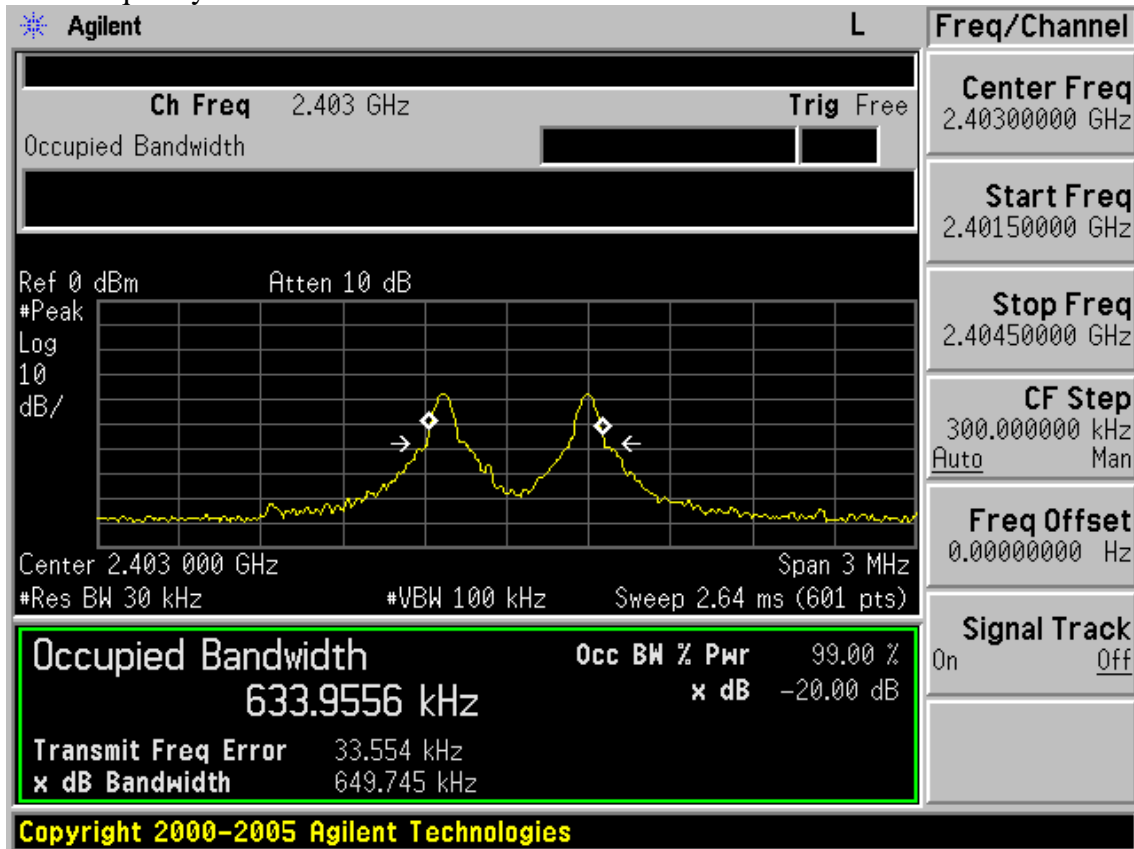 Agilent L Freq/Channel
Ch Freq 2.403 GHz Trig Free
Occupied Bandwidth
Center Freq
2.40300000 GHz
Start Freq
2.40150000 GHz
Stop Freq
2.40450000 GHz
CF Step
300.000000 kHz
Auto Man
Freq Offset
0.00000000 Hz
Signal Track
On Off
Ref 0 dBm Atten 10 dB
#Peak
Log
10
dB/
Center 2.403 000 GHz Span 3 MHz
#Res BW 30 kHz #VBW 100 kHz Sweep 2.64 ms (601 pts)
Occupied Bandwidth Occ BW % Pwr 99.00 %
633.9556 kHz x dB -20.00 dB
Transmit Freq Error 33.554 kHz
x dB Bandwidth 649.745 kHz
Copyright 2000-2005 Agilent Technologies